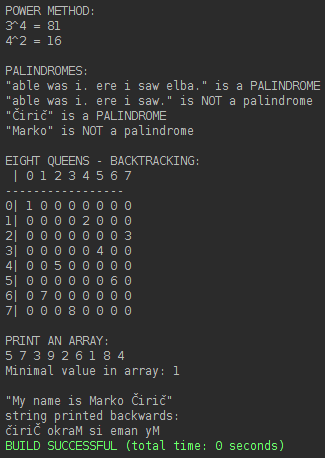 POWER METHOD:
3^4 = 81
4^2 = 16
PALINDROMES:
"able was i. ere i saw elba." is a PALINDROME
"able was i. ere i saw." is NOT a palindrome
"Čirič" is a PALINDROME
"Marko" is NOT a palindrome
EIGHT QUEENS - BACKTRACKING:
 | 0 1 2 3 4 5 6 7
-----------------
0| 1 0 0 0 0 0 0 0
1| 0 0 0 0 2 0 0 0
2| 0 0 0 0 0 0 0 3
3| 0 0 0 0 0 4 0 0
4| 0 0 5 0 0 0 0 0
5| 0 0 0 0 0 0 6 0
6| 0 7 0 0 0 0 0 0
7| 0 0 0 8 0 0 0 0
PRINT AN ARRAY:
5 7 3 9 2 6 1 8 4
Minimal value in array: 1
"My name is Marko Čirič"
string printed backwards:
čiriČ okraM si eman yM
BUILD SUCCESSFUL (total time: 0 seconds)